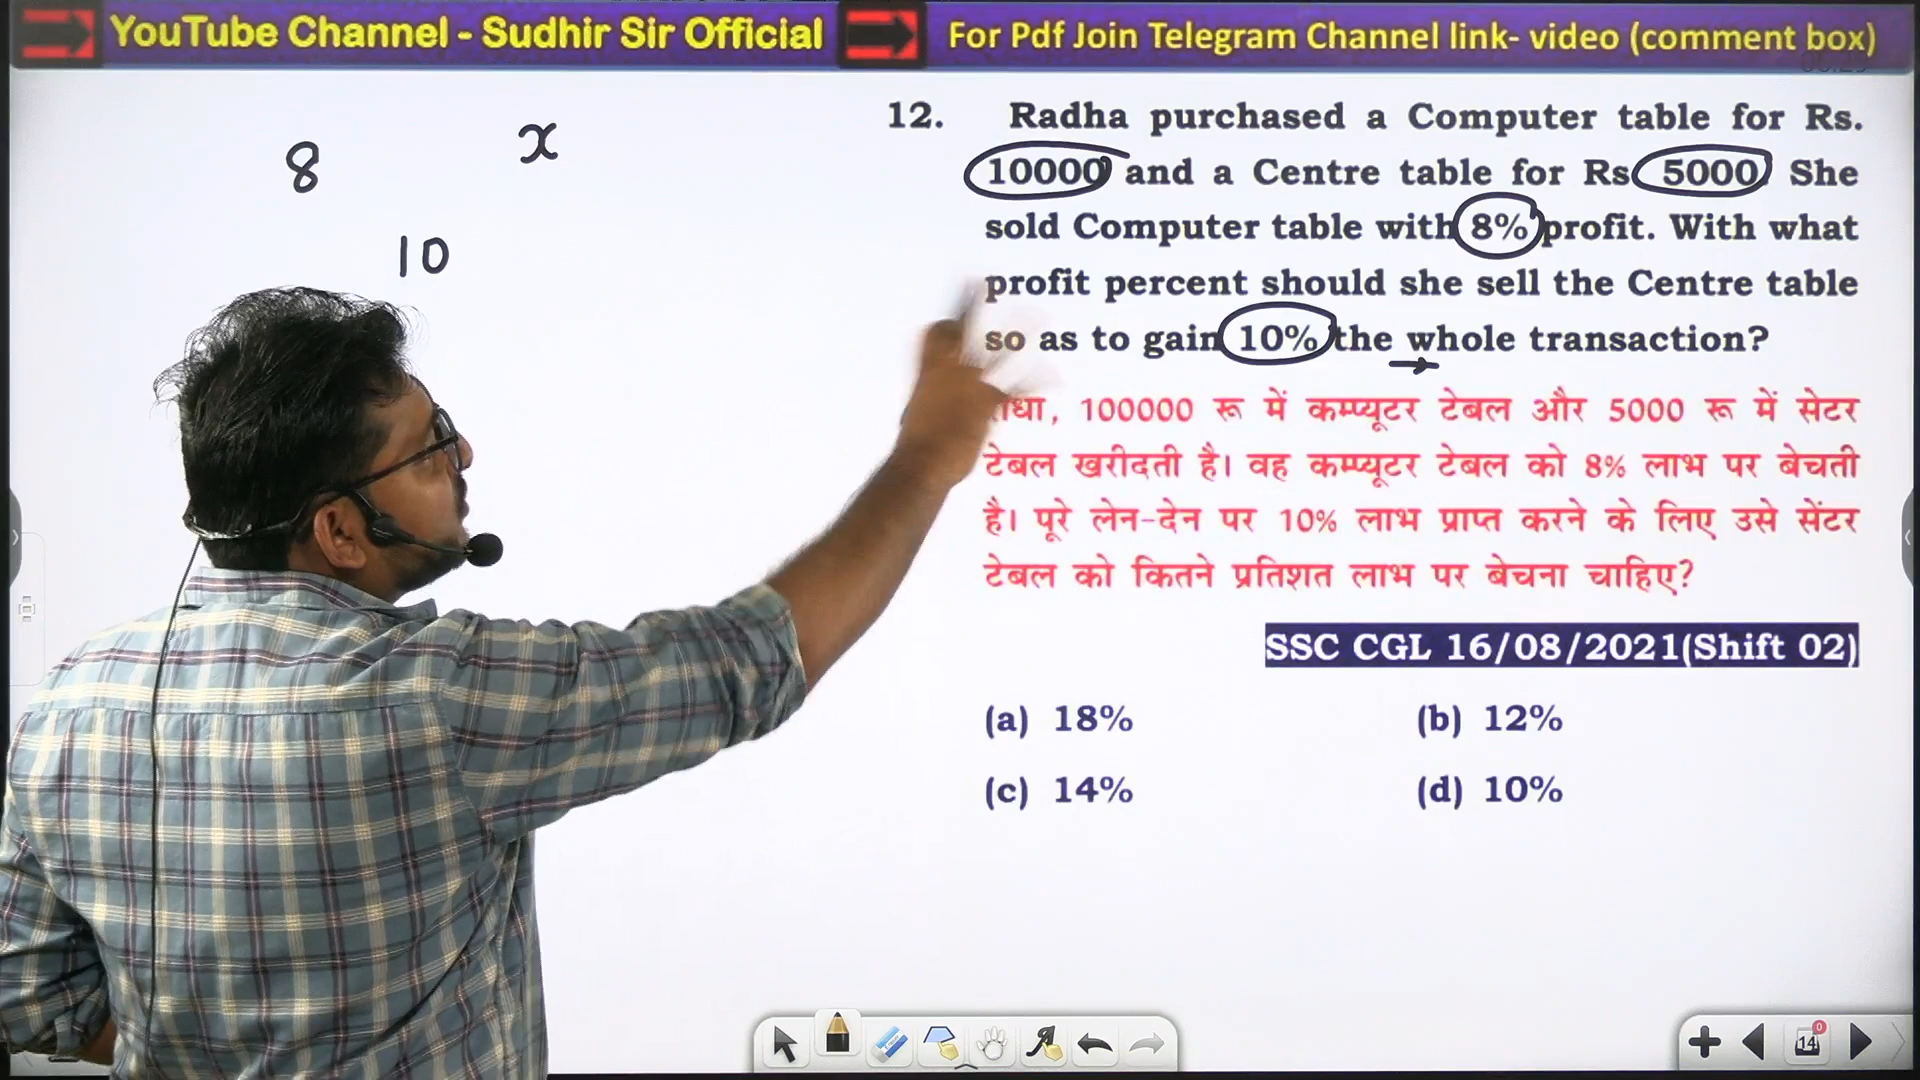 YouTube Channel - Sudhir Sir Official
For Pdf Join Telegram Channel link- video (comment box)
8
x
10
12. Radha purchased a Computer table for Rs.
10000 and a Centre table for Rs 5000. She
sold Computer table with 8% profit. With what
profit percent should she sell the Centre table
so as to gain 10% the whole transaction?
100000 रू में कम्प्यूटर टेबल और 5000 रू में सेटर
टेबल खरीदती है। वह कम्प्यूटर टेबल को 8% लाभ पर बेचती
है। पूरे लेन-देन पर 10% लाभ प्राप्त करने के लिए उसे सेंटर
टेबल को कितने प्रतिशत लाभ पर बेचना चाहिए?
SSC CGL 16/08/2021(Shift 02)
(a) 18%
(b) 12%
(c) 14%
(d) 10%
14
0